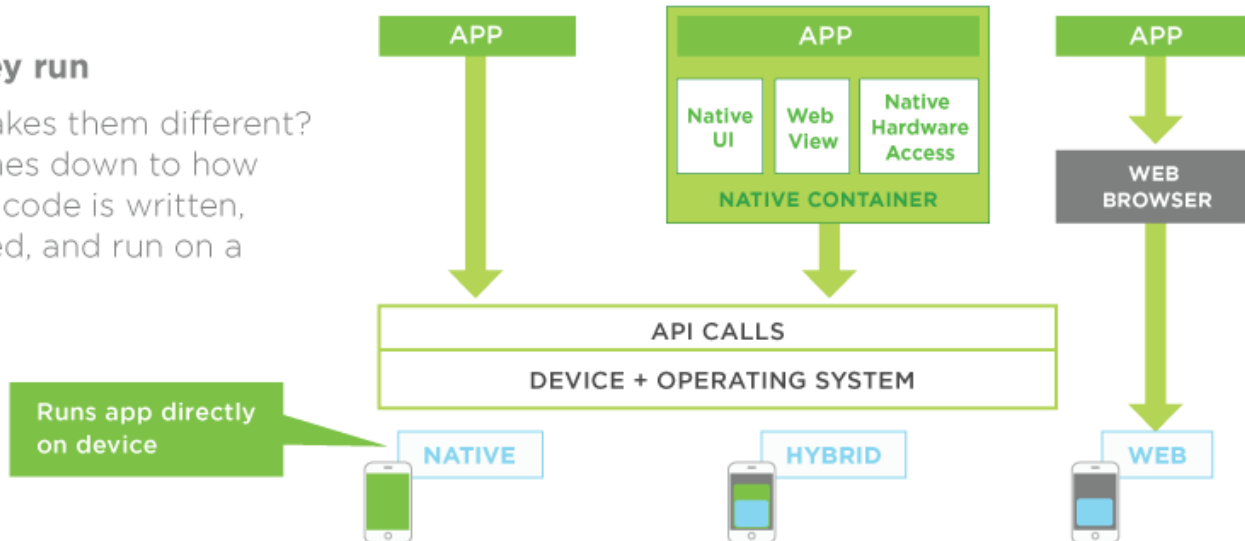 ey run
akes them different?
nes down to how
code is written,
ed, and run on a
APP
APP
Native
UI
Web
View
Native
Hardware
Access
NATIVE CONTAINER
APP
WEB
BROWSER
API CALLS
DEVICE + OPERATING SYSTEM
Runs app directly
on device
NATIVE
HYBRID
WEB